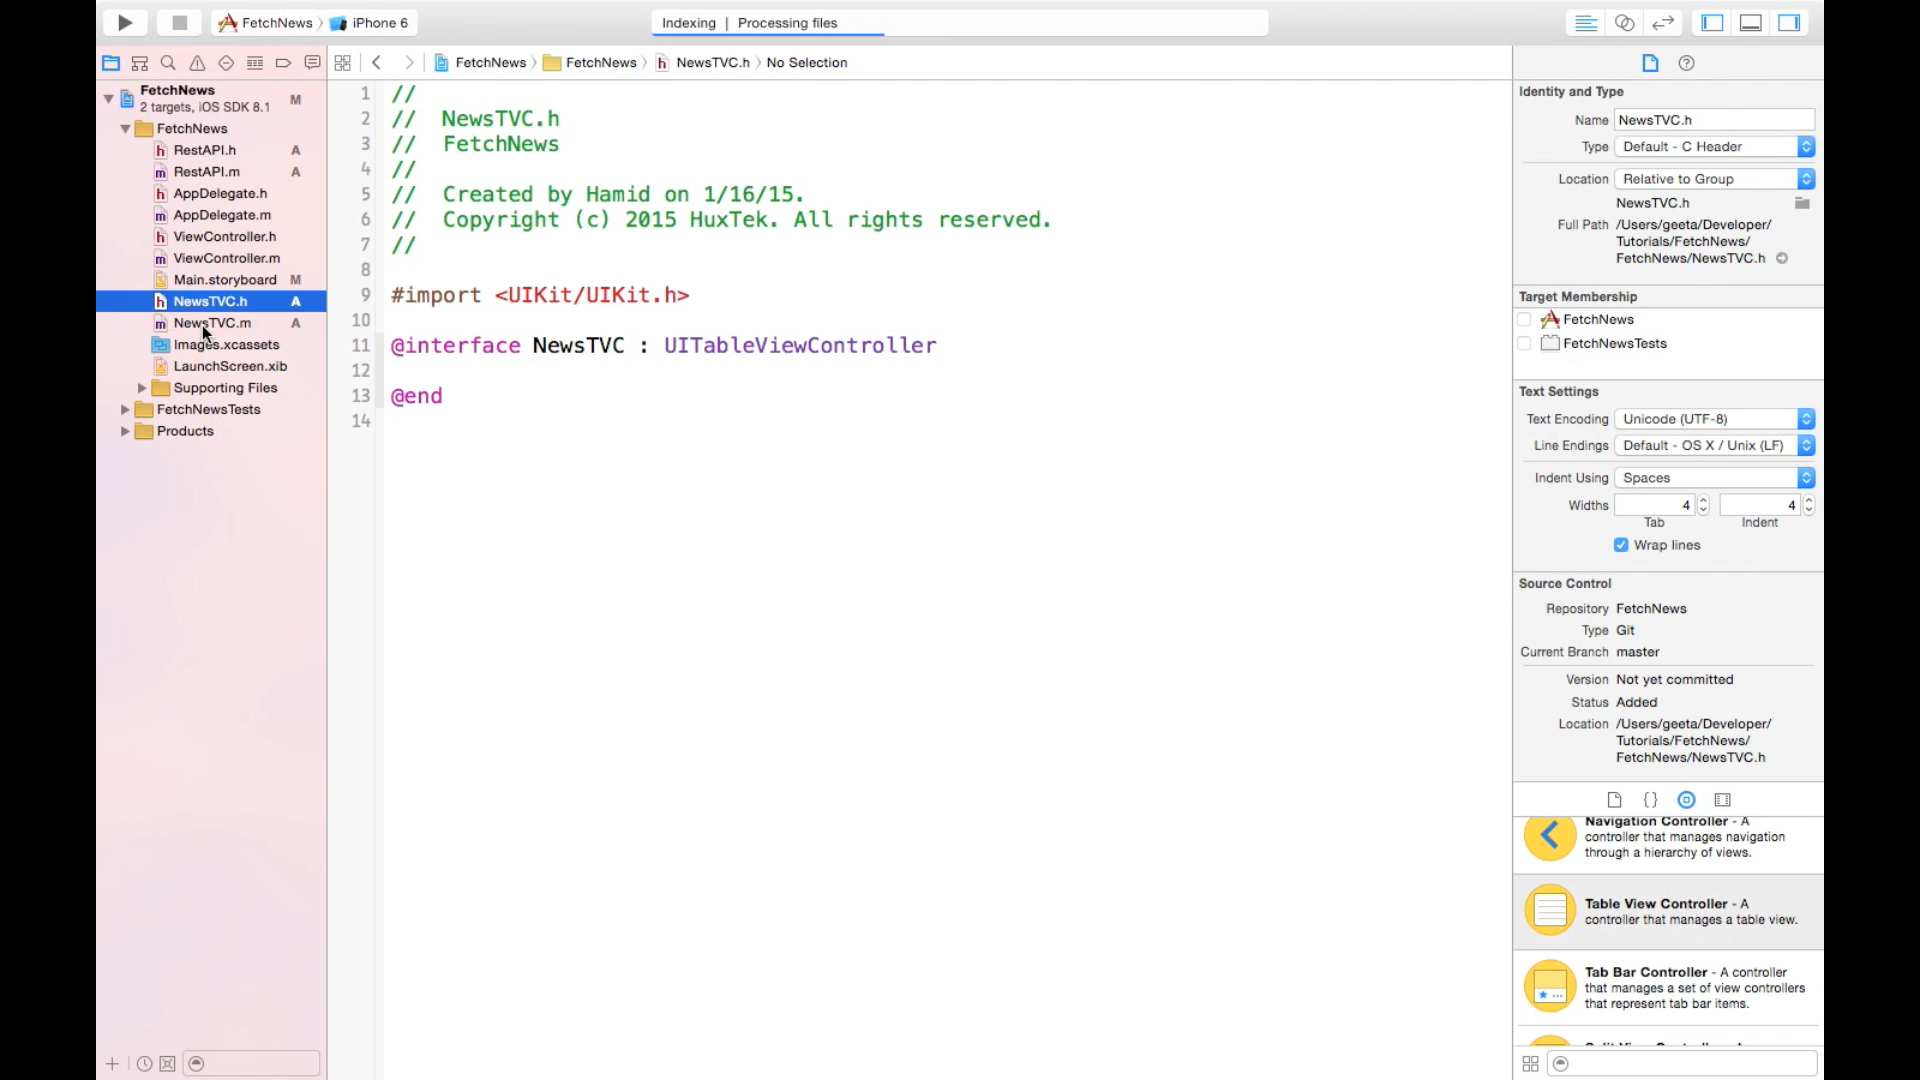 FetchNews iPhone 6
Indexing | Processing files
FetchNews FetchNews h NewsTVC.h No Selection
FetchNews
2 targets, iOS SDK 8.1 M
FetchNews
h RestAPI.h A
m RestAPI.m A
h AppDelegate.h
m AppDelegate.m
h ViewController.h
m ViewController.m
Main.storyboard M
h NewsTVC.h A
m NewsTVC.m A
Images.xcassets
LaunchScreen.xib
Supporting Files
FetchNewsTests
Products
1 //
2 // NewsTVC.h
3 // FetchNews
4 //
5 // Created by Hamid on 1/16/15.
6 // Copyright (c) 2015 HuxTek. All rights reserved.
7 //
8
9 #import <UIKit/UIKit.h>
10
11 @interface NewsTVC : UITableViewController
12
13 @end
14
Identity and Type
Name NewsTVC.h
Type Default - C Header
Location Relative to Group
NewsTVC.h
Full Path /Users/geeta/Developer/
Tutorials/FetchNews/
FetchNews/NewsTVC.h
Target Membership
FetchNews
FetchNewsTests
Text Settings
Text Encoding Unicode (UTF-8)
Line Endings Default - OS X / Unix (LF)
Indent Using Spaces
Widths 4 4
Tab Indent
Wrap lines
Source Control
Repository FetchNews
Type Git
Current Branch master
Version Not yet committed
Status Added
Location /Users/geeta/Developer/
Tutorials/FetchNews/
FetchNews/NewsTVC.h
{ }
Navigation Controller - A
controller that manages navigation
through a hierarchy of views.
Table View Controller - A
controller that manages a table view.
Tab Bar Controller - A controller
that manages a set of view controllers
that represent tab bar items.